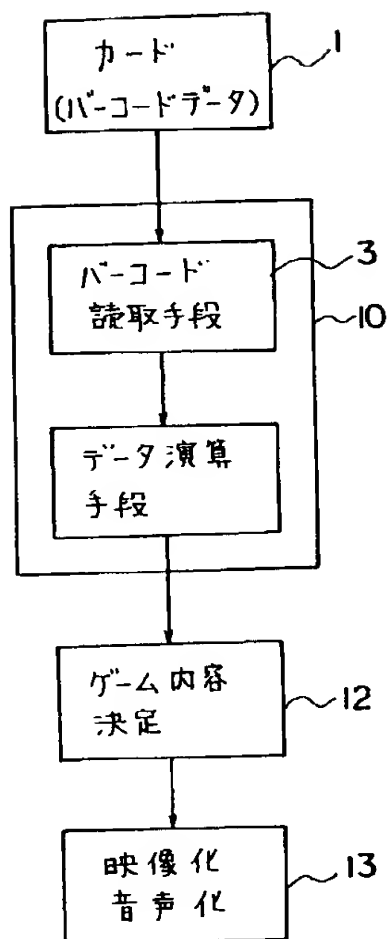 カード
(バーコードデータ)
1
バーコード
読取手段
3
10
データ演算
手段
ゲーム内容
決定
12
映像化
音声化
13